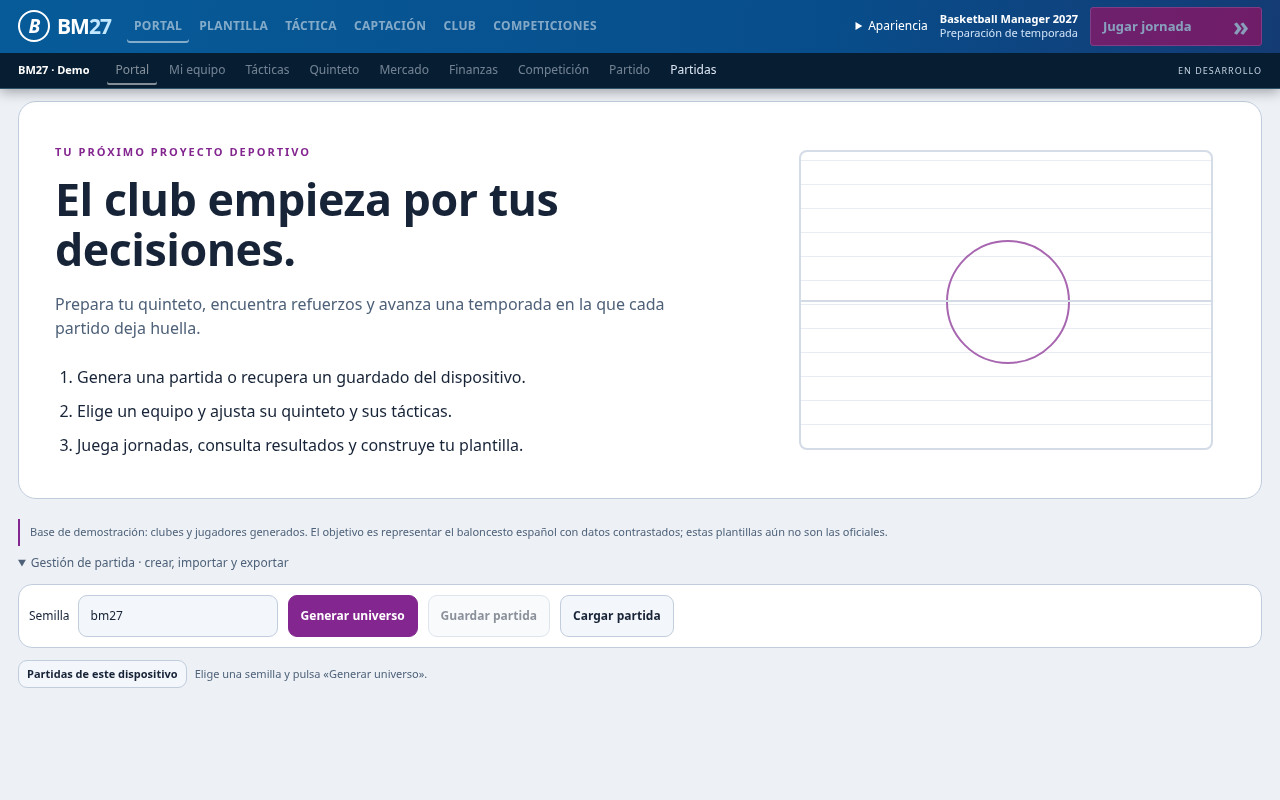 B BM27 PORTAL PLANTILLA TÁCTICA CAPTACIÓN CLUB COMPETICIONES ▶ Apariencia Basketball Manager 2027 Jugar jornada »
Preparación de temporada
BM27 · Demo Portal Mi equipo Tácticas Quinteto Mercado Finanzas Competición Partido Partidas EN DESARROLLO
TU PRÓXIMO PROYECTO DEPORTIVO
El club empieza por tus
decisiones.
Prepara tu quinteto, encuentra refuerzos y avanza una temporada en la que cada
partido deja huella.
1. Genera una partida o recupera un guardado del dispositivo.
2. Elige un equipo y ajusta su quinteto y sus tácticas.
3. Juega jornadas, consulta resultados y construye tu plantilla.
Base de demostración: clubes y jugadores generados. El objetivo es representar el baloncesto español con datos contrastados; estas plantillas aún no son las oficiales.
▼ Gestión de partida · crear, importar y exportar
Semilla bm27 Generar universo Guardar partida Cargar partida
Partidas de este dispositivo Elige una semilla y pulsa «Generar universo».